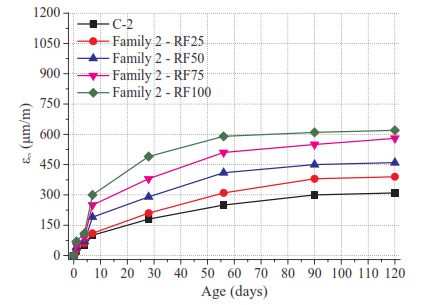 1200
1050
900
750
600
450
300
150
0
C-2
Family 2 - RF25
Family 2 - RF50
Family 2 - RF75
Family 2 - RF100
(μm/m)
0 10 20 30 40 50 60 70 80 90 100 110 120
Age (days)